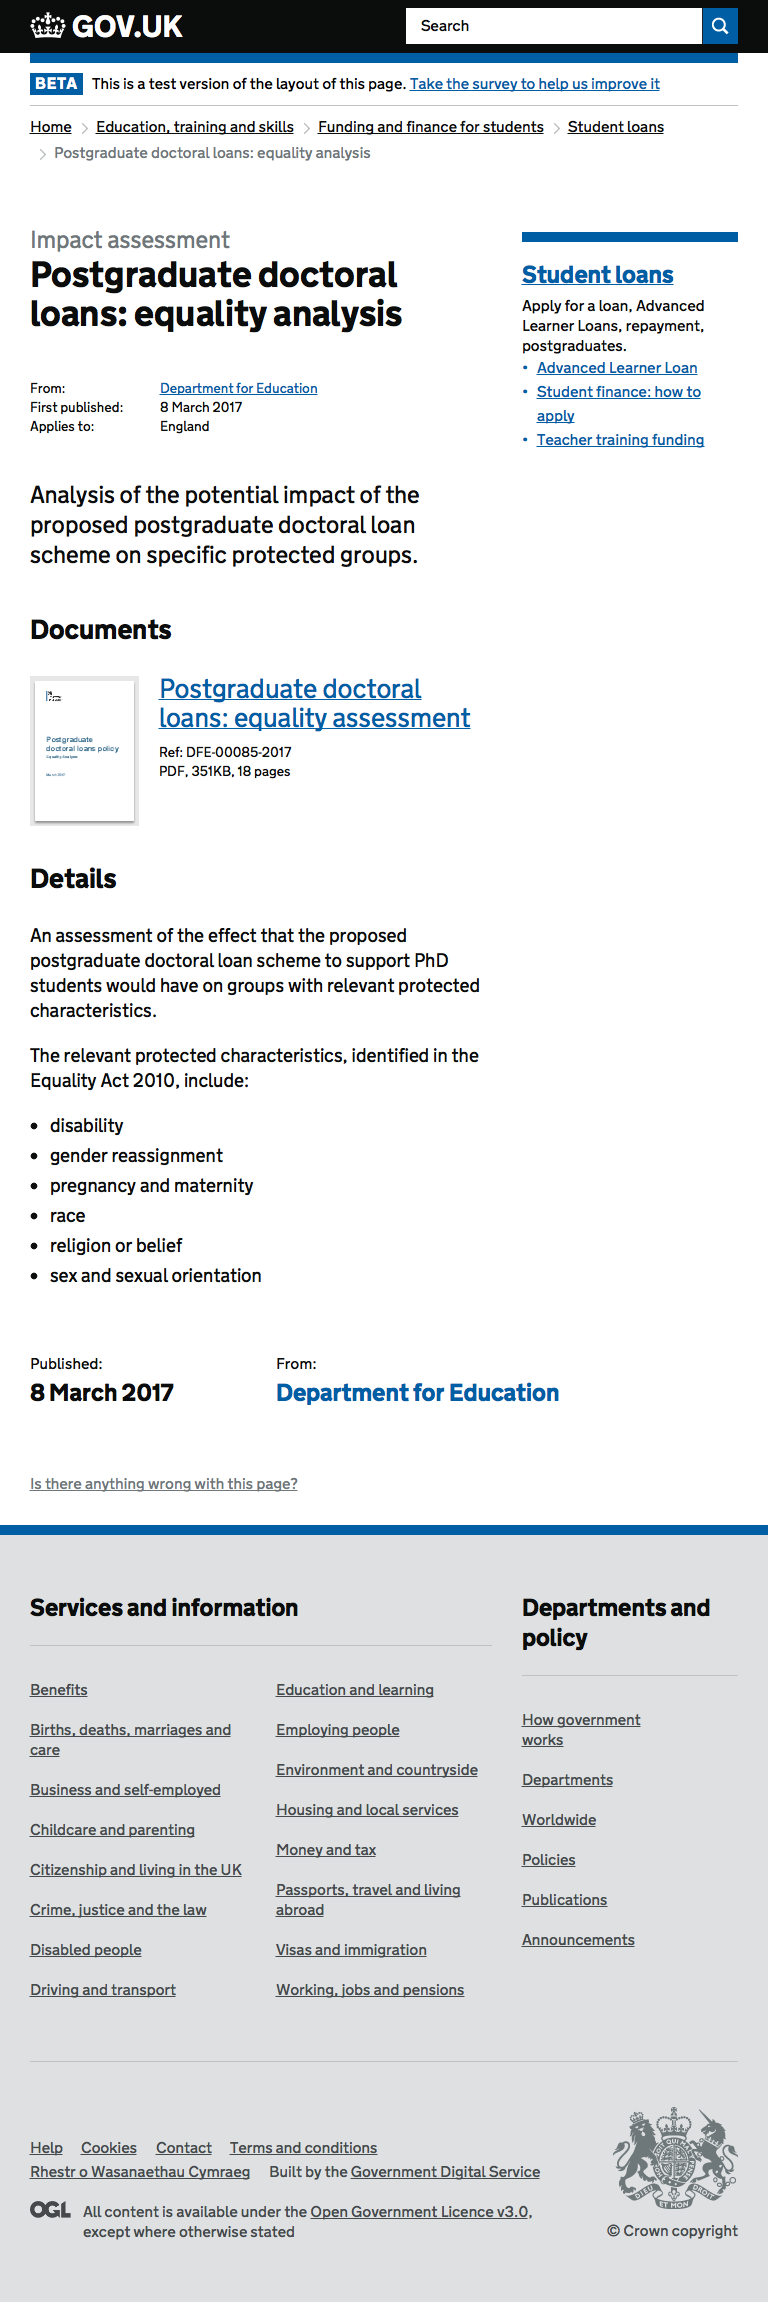 GOV.UK
Search
BETA This is a test version of the layout of this page. Take the survey to help us improve it
Home Education, training and skills Funding and finance for students Student loans
Postgraduate doctoral loans: equality analysis
Impact assessment
Postgraduate doctoral
loans: equality analysis
From: Department for Education
First published: 8 March 2017
Applies to: England
Student loans
Apply for a loan, Advanced
Learner Loans, repayment,
postgraduates.
• Advanced Learner Loan
• Student finance: how to
apply
• Teacher training funding
Analysis of the potential impact of the
proposed postgraduate doctoral loan
scheme on specific protected groups.
Documents
Postgraduate
doctoral loans policy
Equality Analysis
March 2017
Postgraduate doctoral
loans: equality assessment
Ref: DFE-00085-2017
PDF, 351KB, 18 pages
Details
An assessment of the effect that the proposed
postgraduate doctoral loan scheme to support PhD
students would have on groups with relevant protected
characteristics.
The relevant protected characteristics, identified in the
Equality Act 2010, include:
• disability
• gender reassignment
• pregnancy and maternity
• race
• religion or belief
• sex and sexual orientation
Published:
8 March 2017
From:
Department for Education
Is there anything wrong with this page?
Services and information
Benefits
Births, deaths, marriages and
care
Business and self-employed
Childcare and parenting
Citizenship and living in the UK
Crime, justice and the law
Disabled people
Driving and transport
Education and learning
Employing people
Environment and countryside
Housing and local services
Money and tax
Passports, travel and living
abroad
Visas and immigration
Working, jobs and pensions
Departments and
policy
How government
works
Departments
Worldwide
Policies
Publications
Announcements
Help Cookies Contact Terms and conditions
Rhestr o Wasanaethau Cymraeg Built by the Government Digital Service
OGL All content is available under the Open Government Licence v3.0,
except where otherwise stated
DIEU ET MON DROIT
© Crown copyright